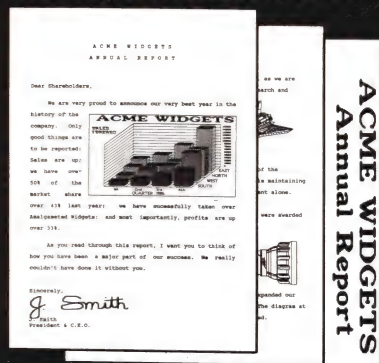 ACME WIDGETS
ANNUAL REPORT
Dear Shareholders,
We are very proud to announce our very best year in the
history of the
company. Only
good things are
to be reported:
Sales are up;
we have over
50% of the
market share
ACME WIDGETS
SALES
QUARTER 1986
EAST
NORTH
WEST
SOUTH
over 43% last year; we have successfully taken over
Amalgamated Widgets; and most importantly, profits are up
over 33%.
As you read through this report, I want you to think of
how you have been a major part of our success. We really
couldn't have done it without you.
Sincerely,
J. Smith
J. Smith
President & C.E.O.
as we are
search and
of the
maintaining
alone.
were awarded
expanded our
The diagram at
ACME WIDGETS
Annual Report